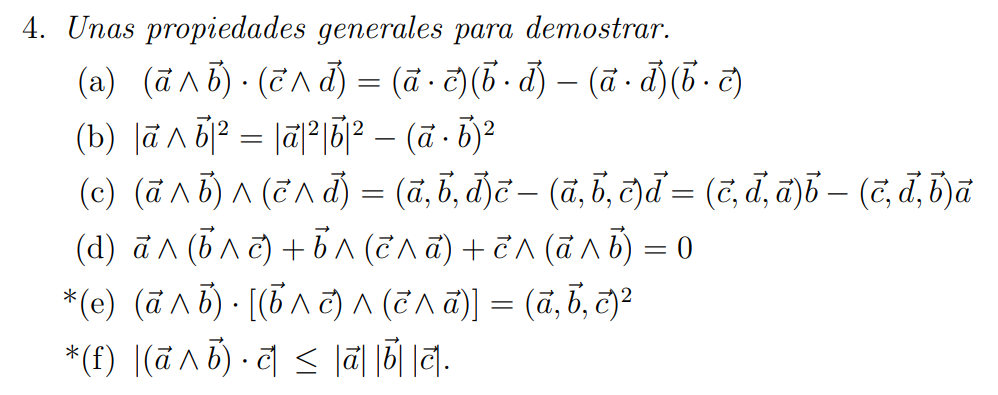 4. Unas propiedades generales para demostrar.
(a) (a⃗ ∧ b⃗) · (c⃗ ∧ d⃗) = (a⃗ · c⃗)(b⃗ · d⃗) − (a⃗ · d⃗)(b⃗ · c⃗)
(b) |a⃗ ∧ b⃗|² = |a⃗|²|b⃗|² − (a⃗ · b⃗)²
(c) (a⃗ ∧ b⃗) ∧ (c⃗ ∧ d⃗) = (a⃗, b⃗, d⃗)c⃗ − (a⃗, b⃗, c⃗)d⃗ = (c⃗, d⃗, a⃗)b⃗ − (c⃗, d⃗, b⃗)a⃗
(d) a⃗ ∧ (b⃗ ∧ c⃗) + b⃗ ∧ (c⃗ ∧ a⃗) + c⃗ ∧ (a⃗ ∧ b⃗) = 0
*(e) (a⃗ ∧ b⃗) · [(b⃗ ∧ c⃗) ∧ (c⃗ ∧ a⃗)] = (a⃗, b⃗, c⃗)²
*(f) |(a⃗ ∧ b⃗) · c⃗| ≤ |a⃗| |b⃗| |c⃗|.